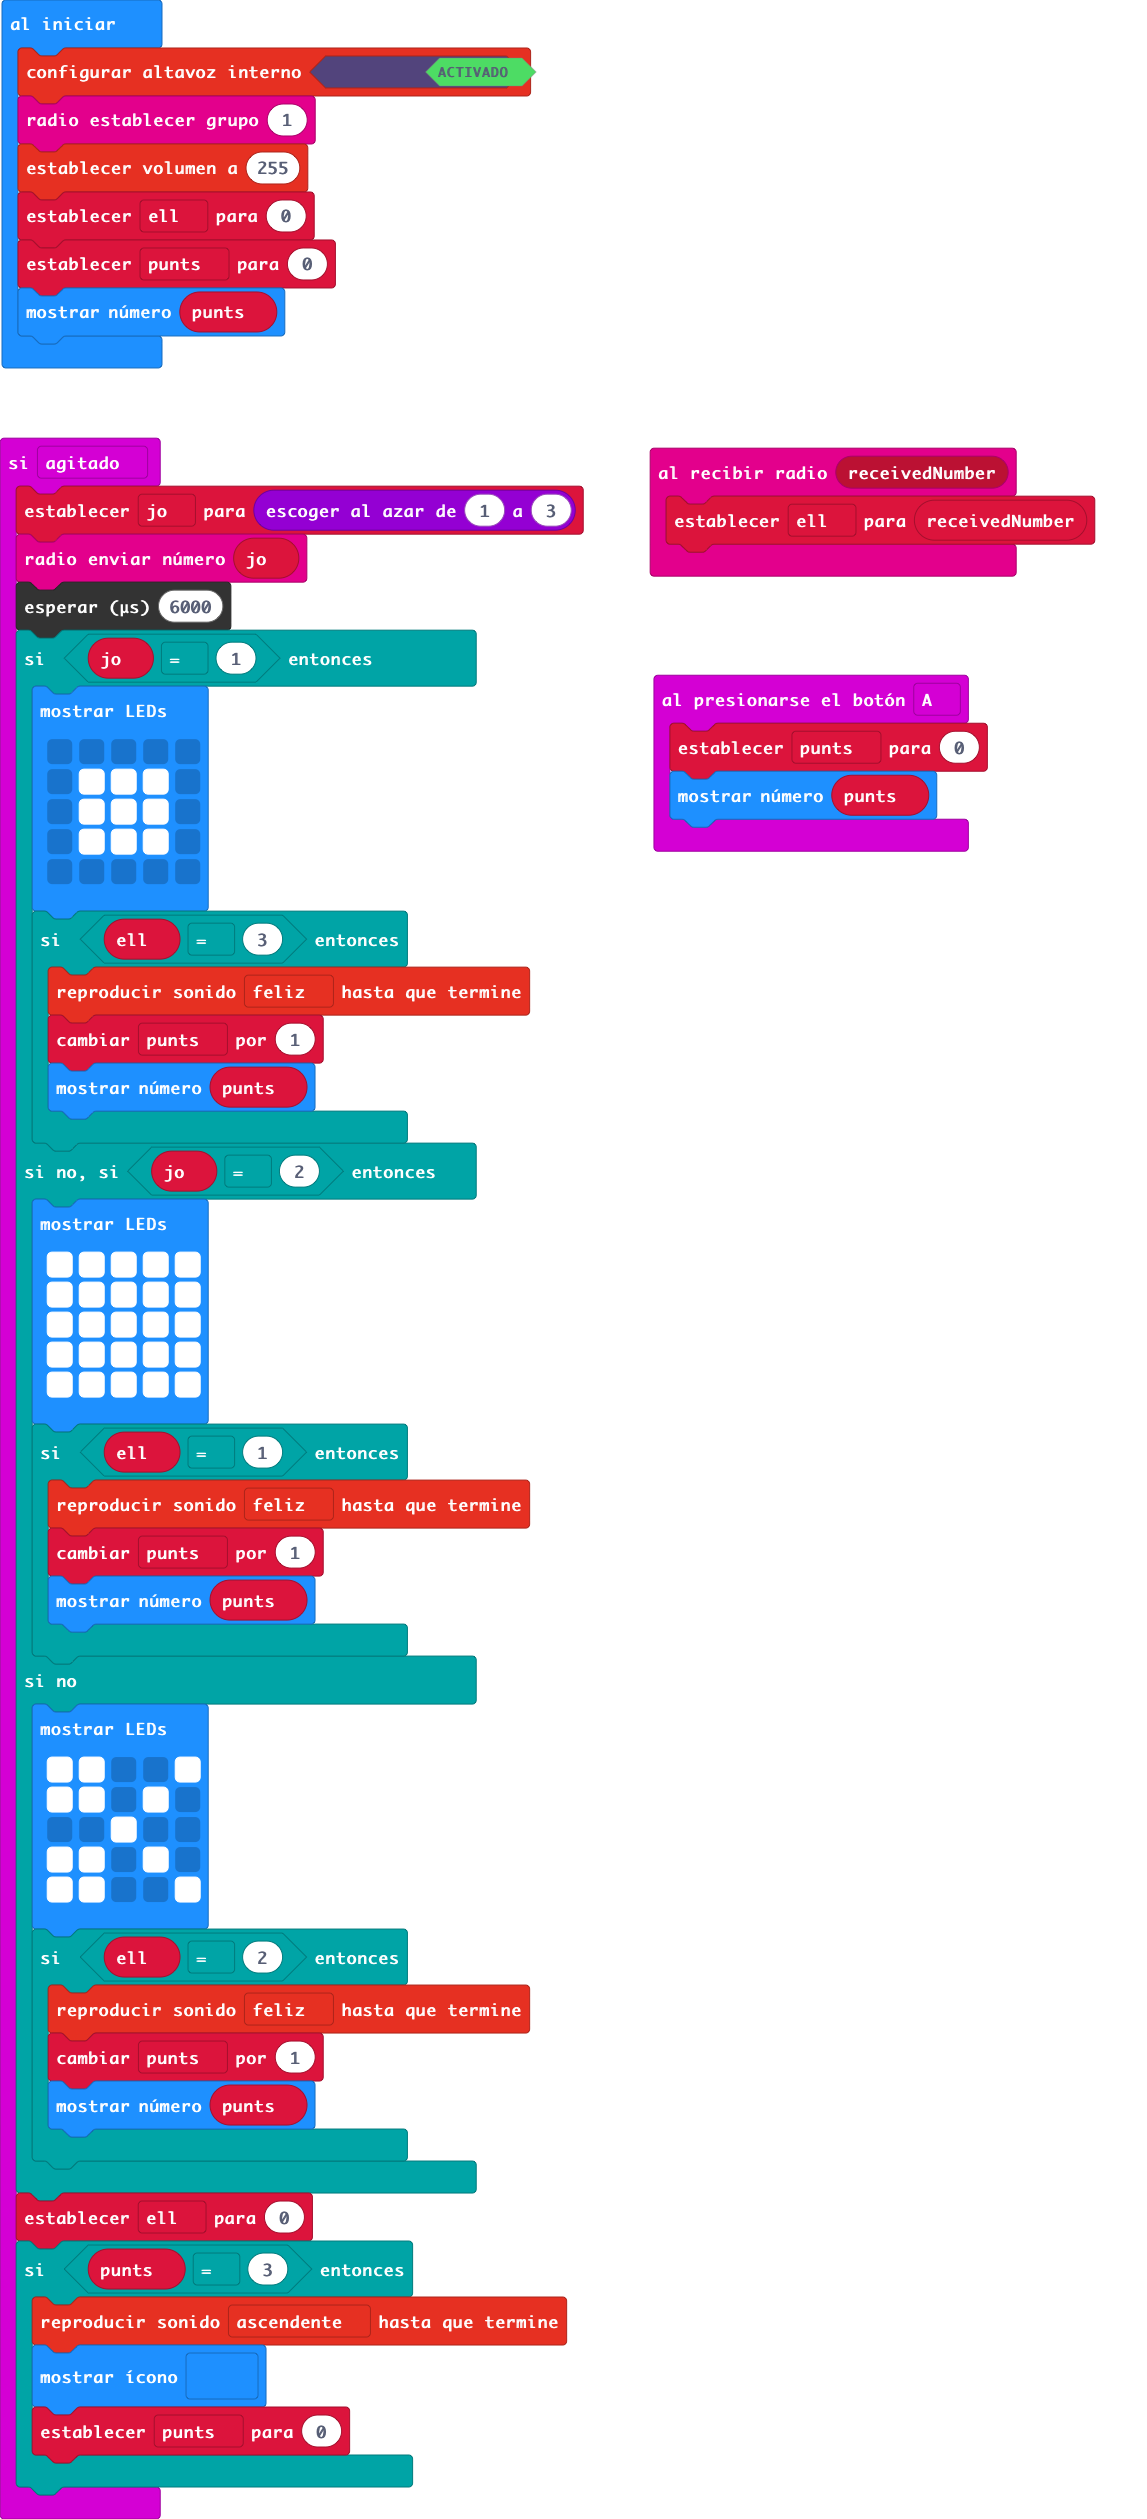 al iniciar
configurar altavoz interno ACTIVADO
radio establecer grupo 1
establecer volumen a 255
establecer ell para 0
establecer punts para 0
mostrar número punts
si agitado
establecer jo para escoger al azar de 1 a 3
radio enviar número jo
esperar (µs) 6000
si jo = 1 entonces
mostrar LEDs
si ell = 3 entonces
reproducir sonido feliz hasta que termine
cambiar punts por 1
mostrar número punts
si no, si jo = 2 entonces
mostrar LEDs
si ell = 1 entonces
reproducir sonido feliz hasta que termine
cambiar punts por 1
mostrar número punts
si no
mostrar LEDs
si ell = 2 entonces
reproducir sonido feliz hasta que termine
cambiar punts por 1
mostrar número punts
establecer ell para 0
si punts = 3 entonces
reproducir sonido ascendente hasta que termine
mostrar ícono
establecer punts para 0
al recibir radio receivedNumber
establecer ell para receivedNumber
al presionarse el botón A
establecer punts para 0
mostrar número punts